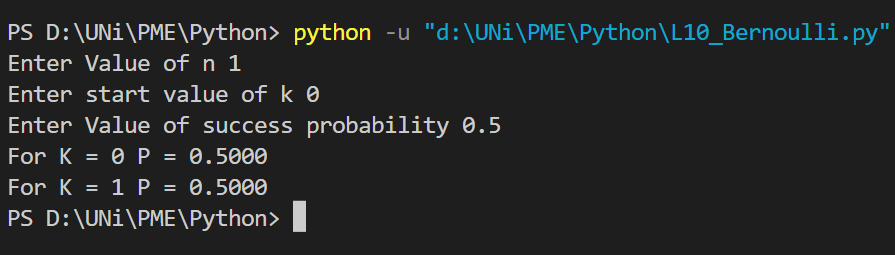 PS D:\UNi\PME\Python> python -u "d:\UNi\PME\Python\L10_Bernoulli.py"
Enter Value of n 1
Enter start value of k 0
Enter Value of success probability 0.5
For K = 0 P = 0.5000
For K = 1 P = 0.5000
PS D:\UNi\PME\Python>